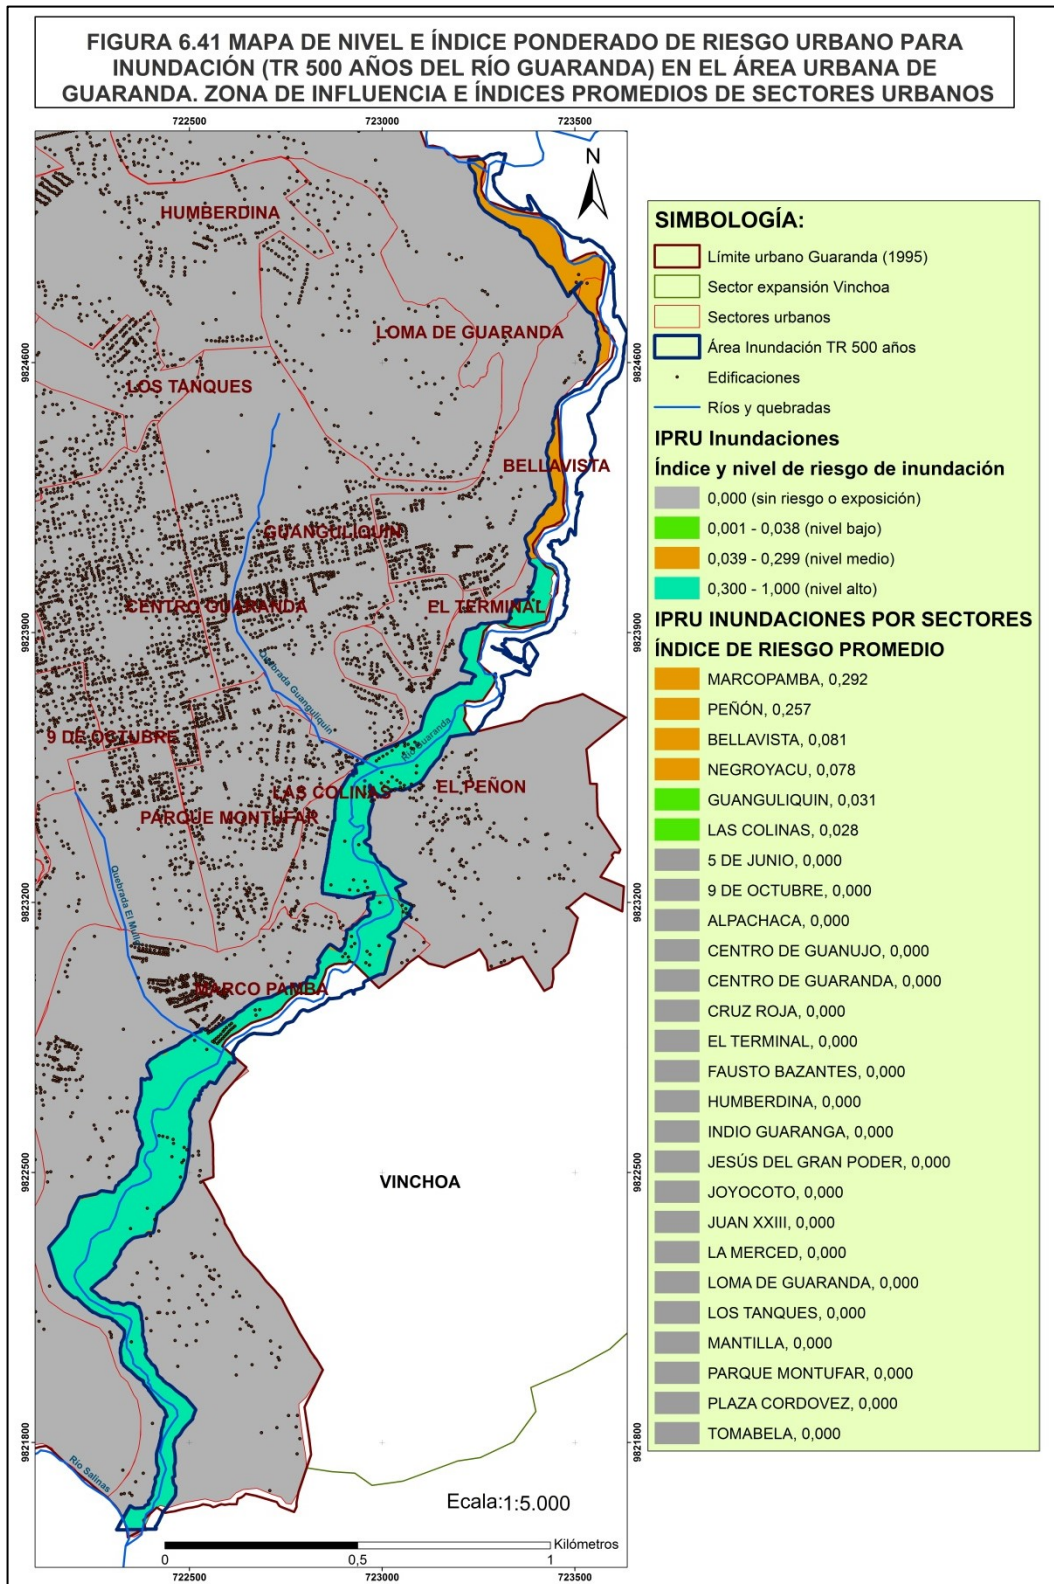 FIGURA 6.41 MAPA DE NIVEL E ÍNDICE PONDERADO DE RIESGO URBANO PARA
INUNDACIÓN (TR 500 AÑOS DEL RÍO GUARANDA) EN EL ÁREA URBANA DE
GUARANDA. ZONA DE INFLUENCIA E ÍNDICES PROMEDIOS DE SECTORES URBANOS
722500 723000 723500
N
HUMBERDINA
LOMA DE GUARANDA
9824600 9824600
LOS TANQUES
BELLAVISTA
GUANGULIQUIN
CENTRO GUARANDA
EL TERMINAL
9823900 9823900
Quebrada Guanguliquin
9 DE OCTUBRE
Río Guaranda
LAS COLINAS
EL PEÑON
PARQUE MONTUFAR
Quebrada El Mullo
9823200 9823200
MARCO PAMBA
VINCHOA
9822500 9822500
9821800 9821800
Río Salinas
Ecala:1:5.000
Kilómetros
0 0,5 1
722500 723000 723500
SIMBOLOGÍA:
Límite urbano Guaranda (1995)
Sector expansión Vinchoa
Sectores urbanos
Área Inundación TR 500 años
Edificaciones
Ríos y quebradas
IPRU Inundaciones
Índice y nivel de riesgo de inundación
0,000 (sin riesgo o exposición)
0,001 - 0,038 (nivel bajo)
0,039 - 0,299 (nivel medio)
0,300 - 1,000 (nivel alto)
IPRU INUNDACIONES POR SECTORES
ÍNDICE DE RIESGO PROMEDIO
MARCOPAMBA, 0,292
PEÑÓN, 0,257
BELLAVISTA, 0,081
NEGROYACU, 0,078
GUANGULIQUIN, 0,031
LAS COLINAS, 0,028
5 DE JUNIO, 0,000
9 DE OCTUBRE, 0,000
ALPACHACA, 0,000
CENTRO DE GUANUJO, 0,000
CENTRO DE GUARANDA, 0,000
CRUZ ROJA, 0,000
EL TERMINAL, 0,000
FAUSTO BAZANTES, 0,000
HUMBERDINA, 0,000
INDIO GUARANGA, 0,000
JESÚS DEL GRAN PODER, 0,000
JOYOCOTO, 0,000
JUAN XXIII, 0,000
LA MERCED, 0,000
LOMA DE GUARANDA, 0,000
LOS TANQUES, 0,000
MANTILLA, 0,000
PARQUE MONTUFAR, 0,000
PLAZA CORDOVEZ, 0,000
TOMABELA, 0,000